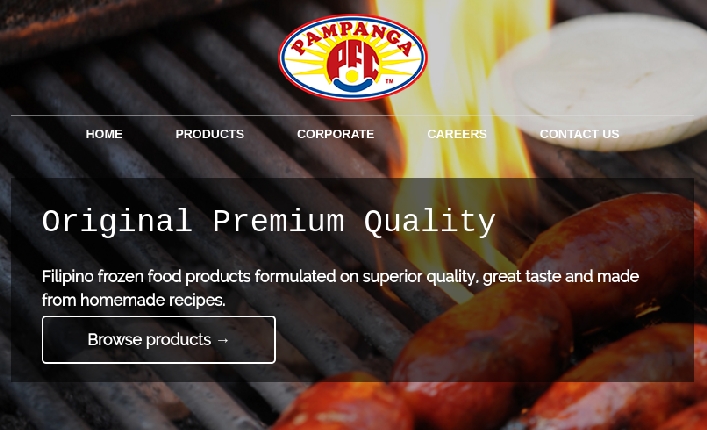 PAMPANGA
PFC
TM
HOME PRODUCTS CORPORATE CAREERS CONTACT US
Original Premium Quality
Filipino frozen food products formulated on superior quality, great taste and made
from homemade recipes.
Browse products →